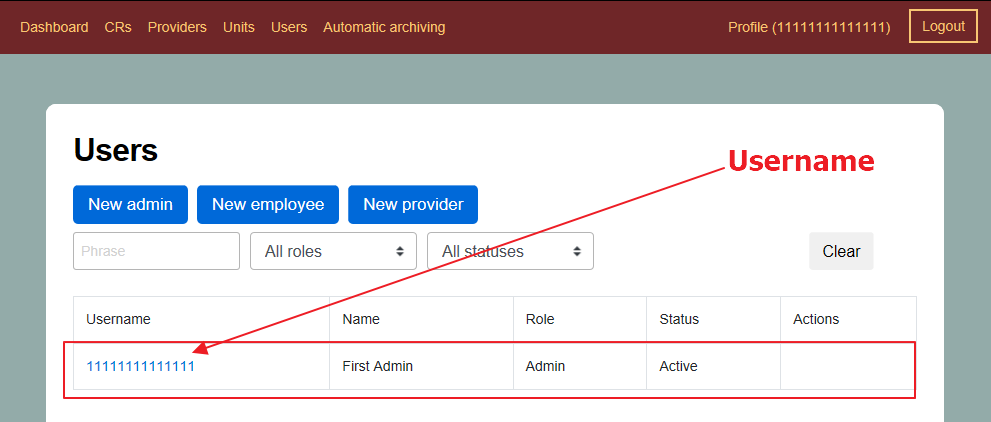 Dashboard CRs Providers Units Users Automatic archiving Profile (11111111111111) Logout
Users
Username
New admin New employee New provider
Phrase All roles All statuses Clear
Username Name Role Status Actions
11111111111111 First Admin Admin Active